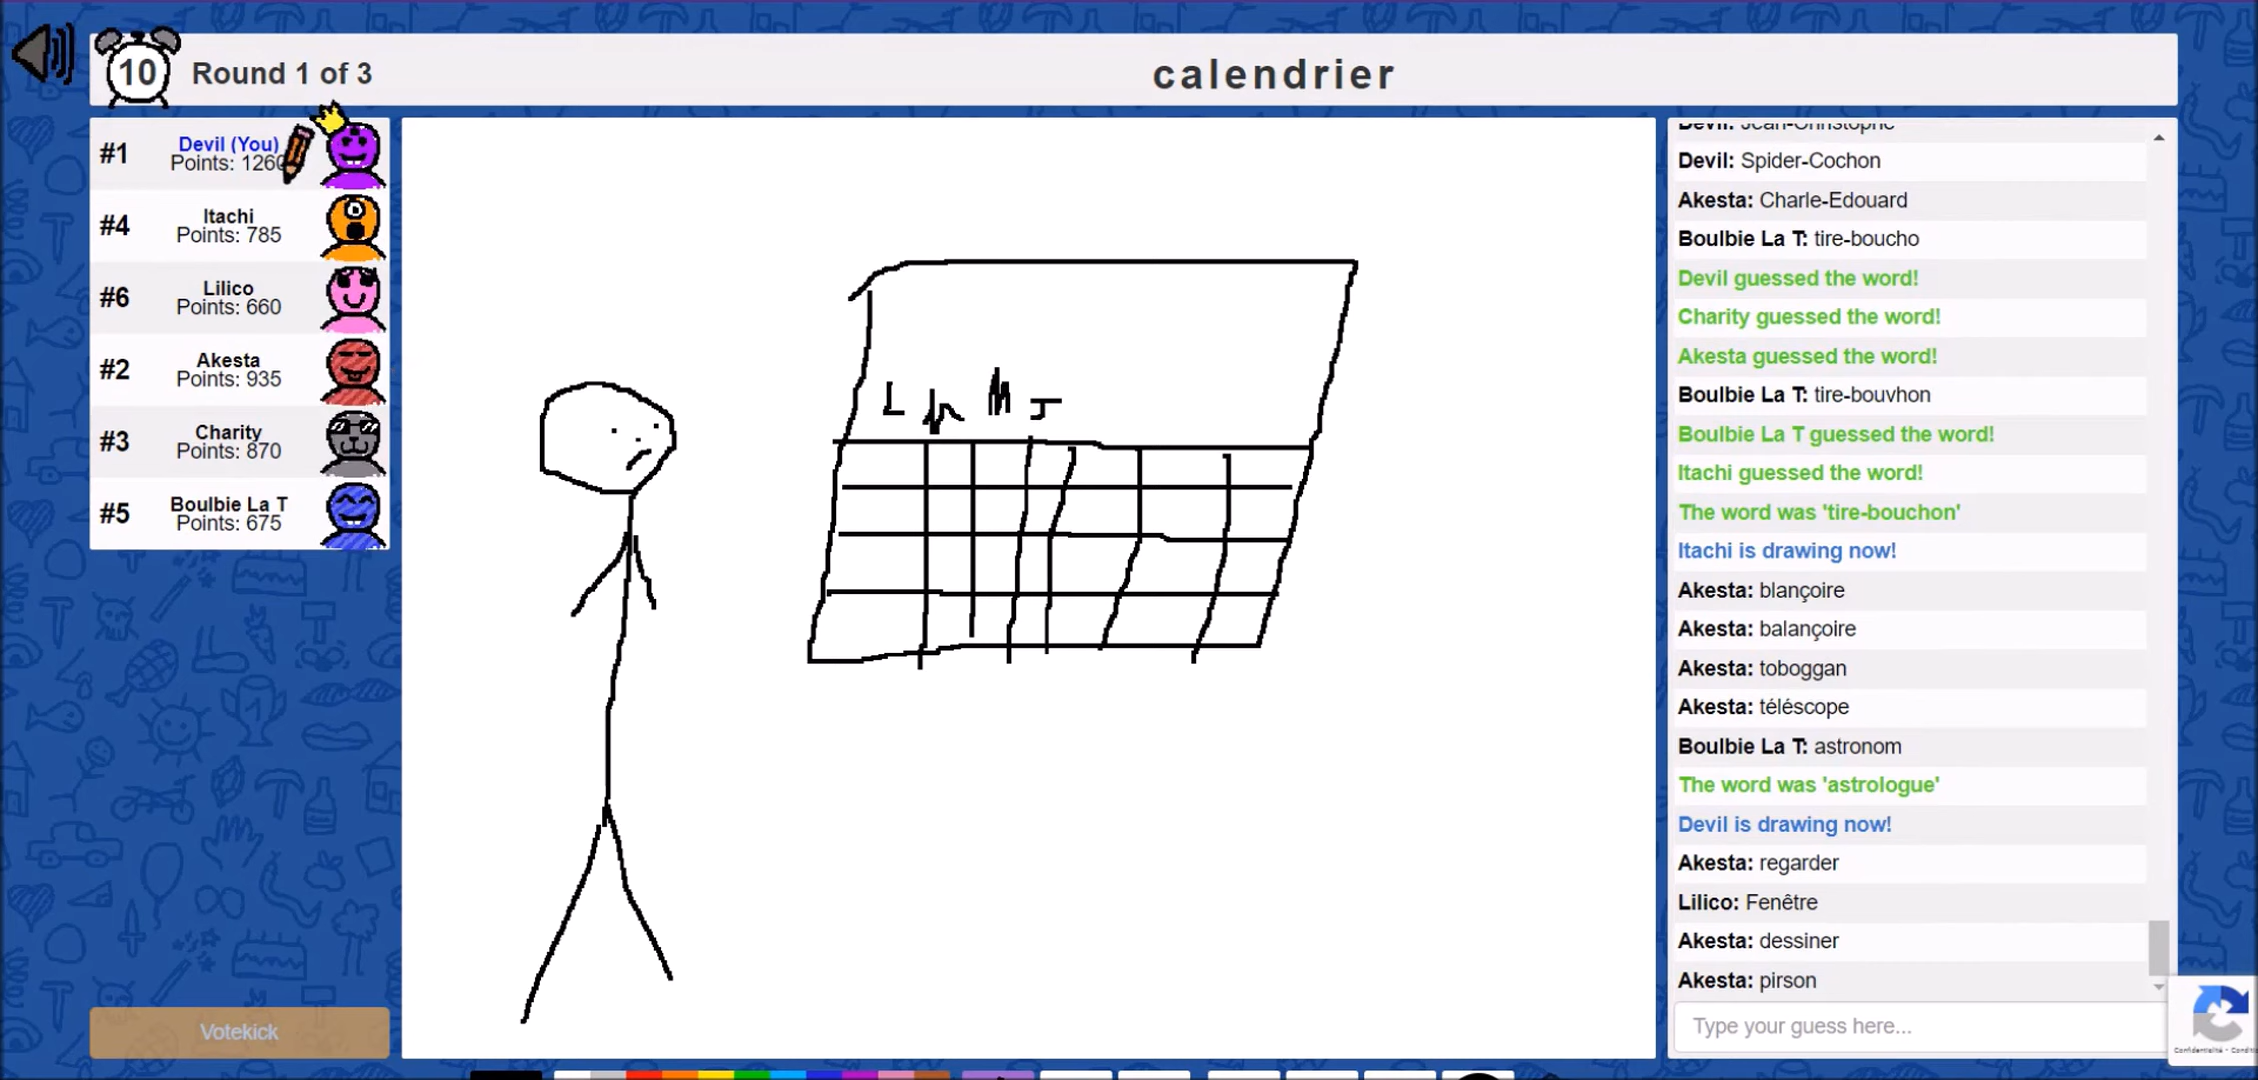 10
Round 1 of 3
calendrier
#1
Devil (You)
Points: 1260
#4
Itachi
Points: 785
#6
Lilico
Points: 660
#2
Akesta
Points: 935
#3
Charity
Points: 870
#5
Boulbie La T
Points: 675
Votekick
L M M J
Devil: Jean-Christophe
Devil: Spider-Cochon
Akesta: Charle-Edouard
Boulbie La T: tire-boucho
Devil guessed the word!
Charity guessed the word!
Akesta guessed the word!
Boulbie La T: tire-bouvhon
Boulbie La T guessed the word!
Itachi guessed the word!
The word was 'tire-bouchon'
Itachi is drawing now!
Akesta: blançoire
Akesta: balançoire
Akesta: toboggan
Akesta: téléscope
Boulbie La T: astronom
The word was 'astrologue'
Devil is drawing now!
Akesta: regarder
Lilico: Fenêtre
Akesta: dessiner
Akesta: pirson
Type your guess here...